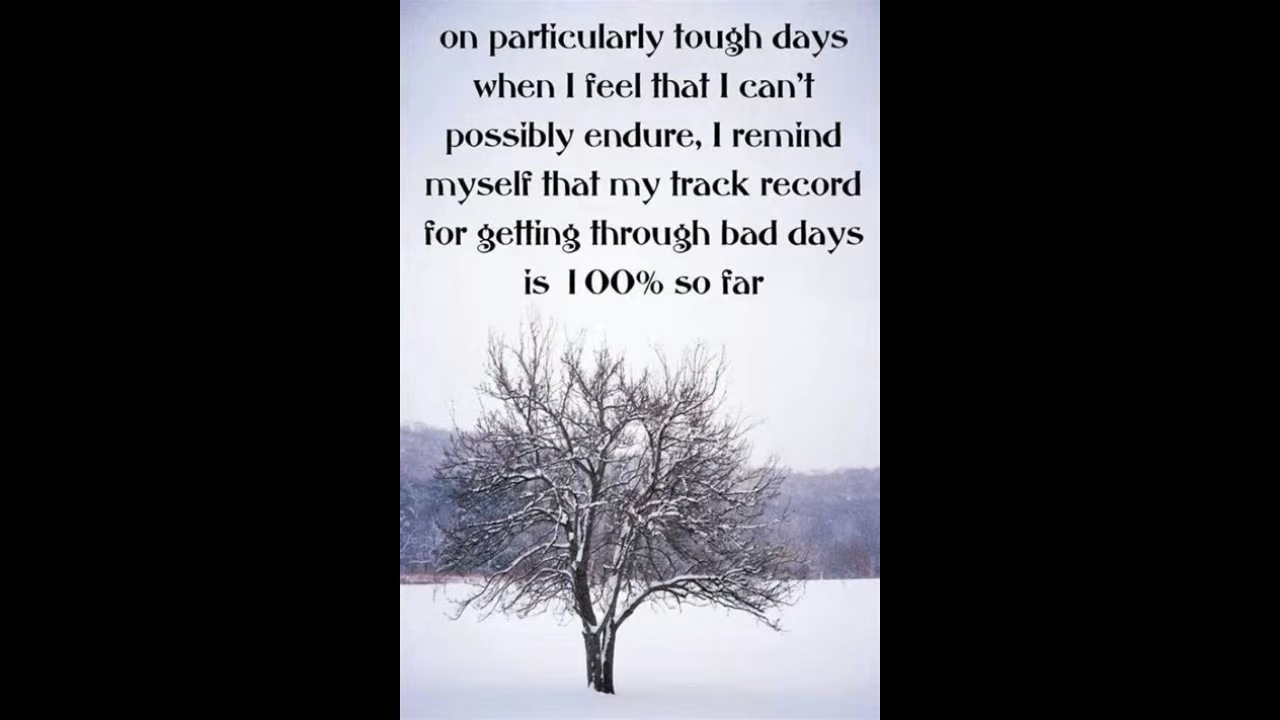 on particularly tough days
when I feel that I can't
possibly endure, I remind
myself that my track record
for getting through bad days
is 100% so far